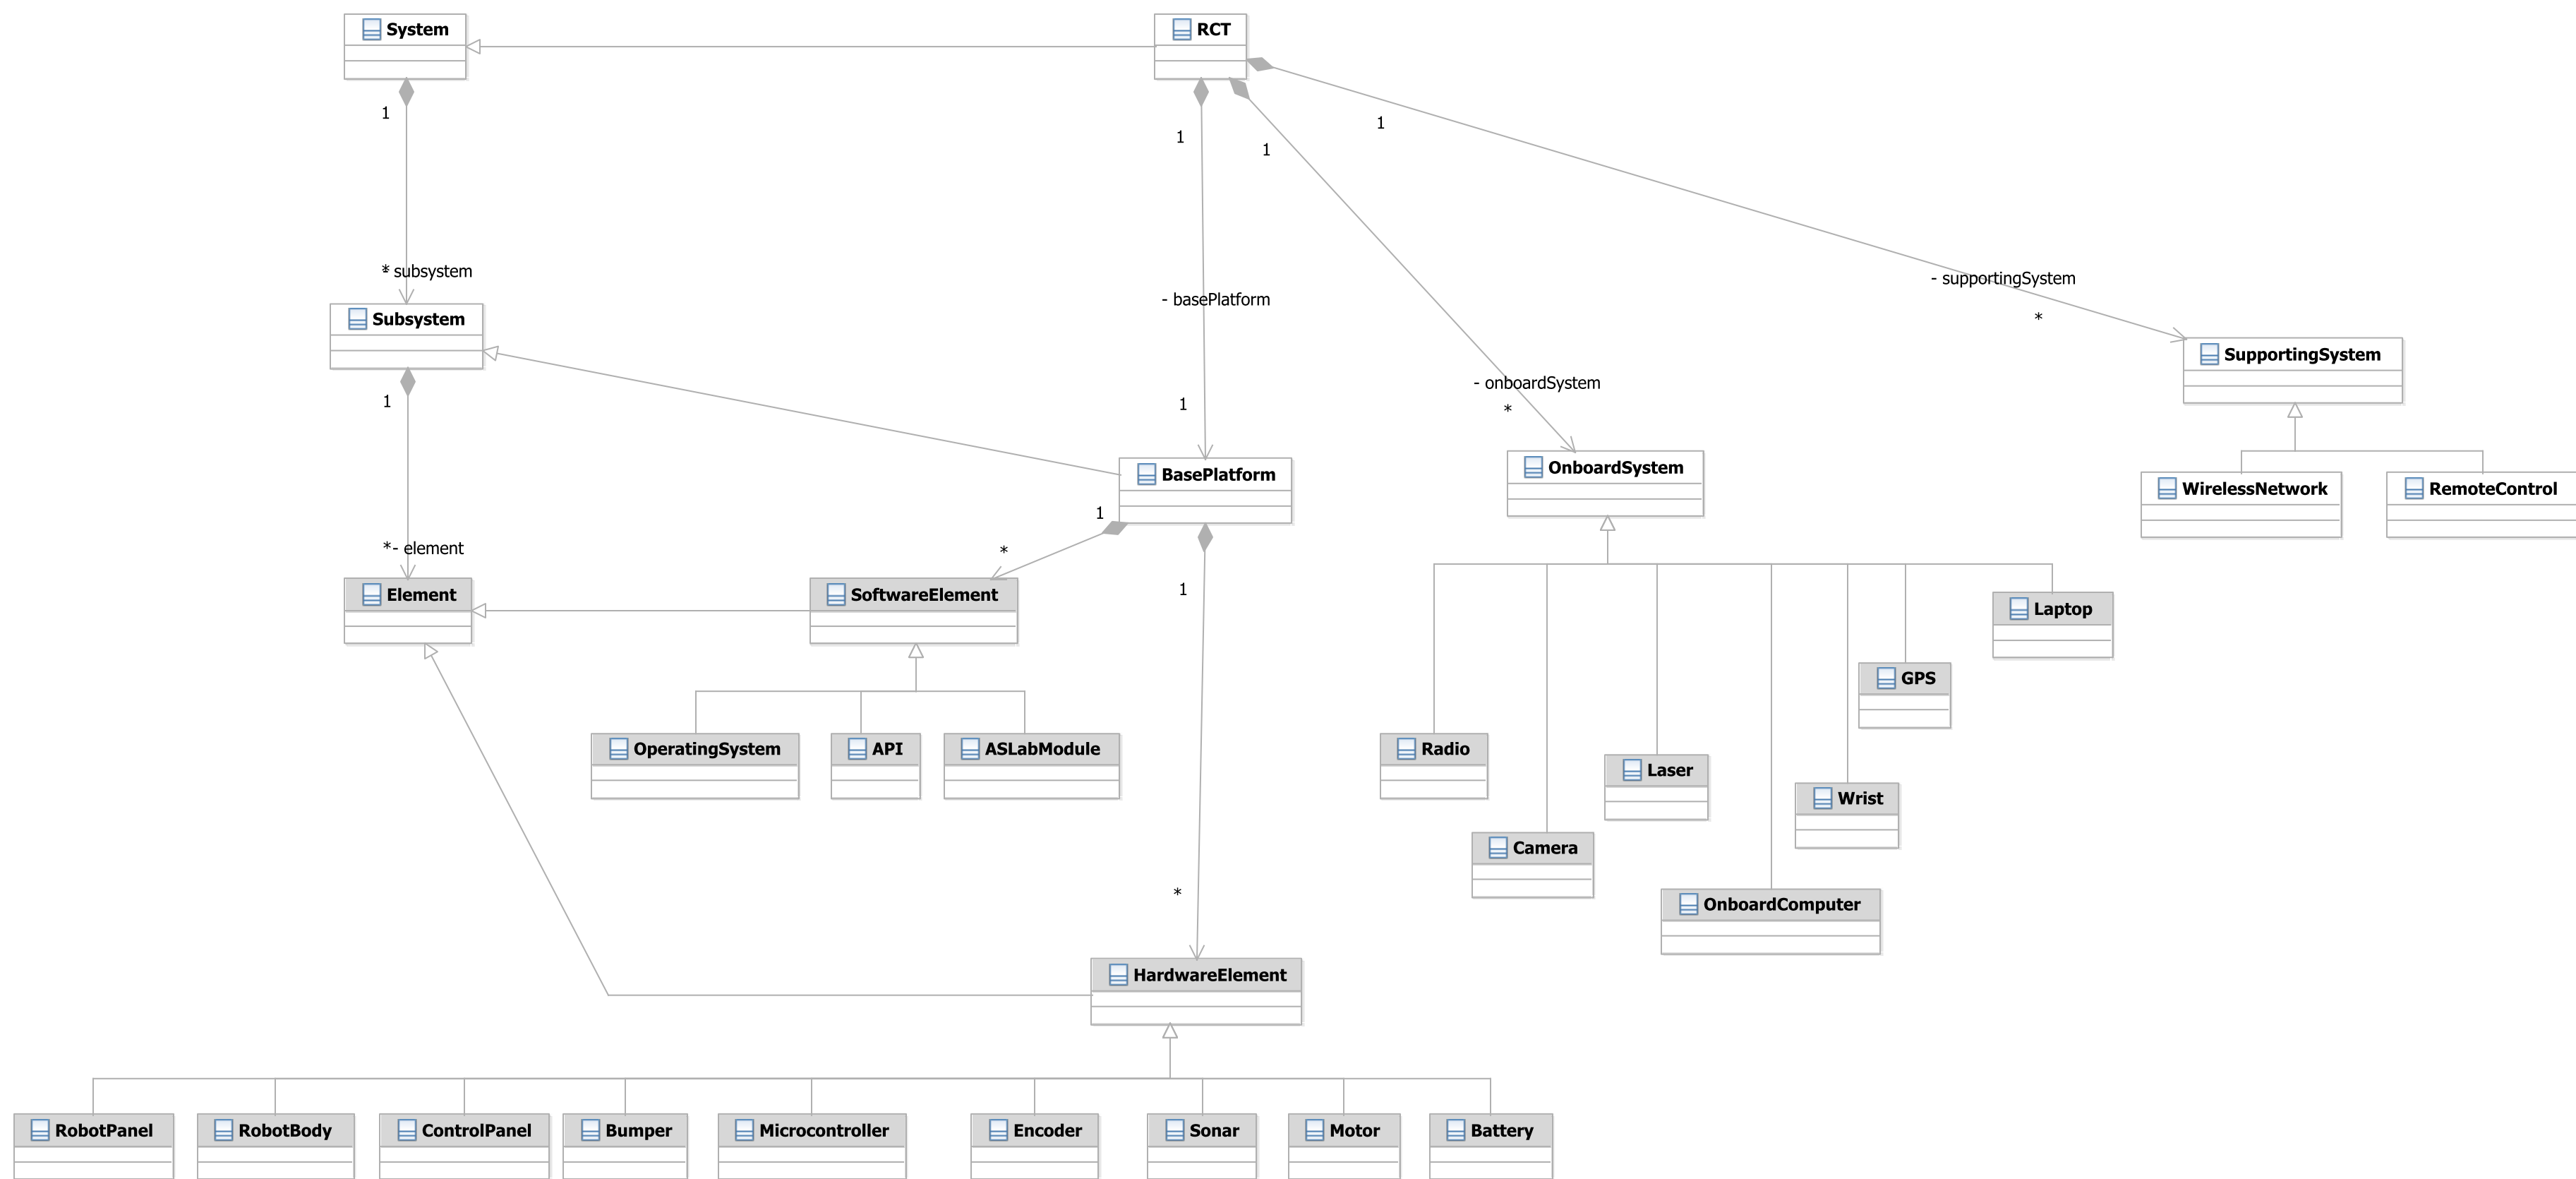 System
RCT
1
1
1
1
* - subsystem
- basePlatform
- supportingSystem
*
Subsystem
SupportingSystem
1
1
- onboardSystem
*
BasePlatform
OnboardSystem
WirelessNetwork
RemoteControl
1
*
* - element
1
Element
SoftwareElement
Laptop
GPS
OperatingSystem
API
ASLabModule
Radio
Laser
Wrist
Camera
*
OnboardComputer
HardwareElement
RobotPanel
RobotBody
ControlPanel
Bumper
Microcontroller
Encoder
Sonar
Motor
Battery